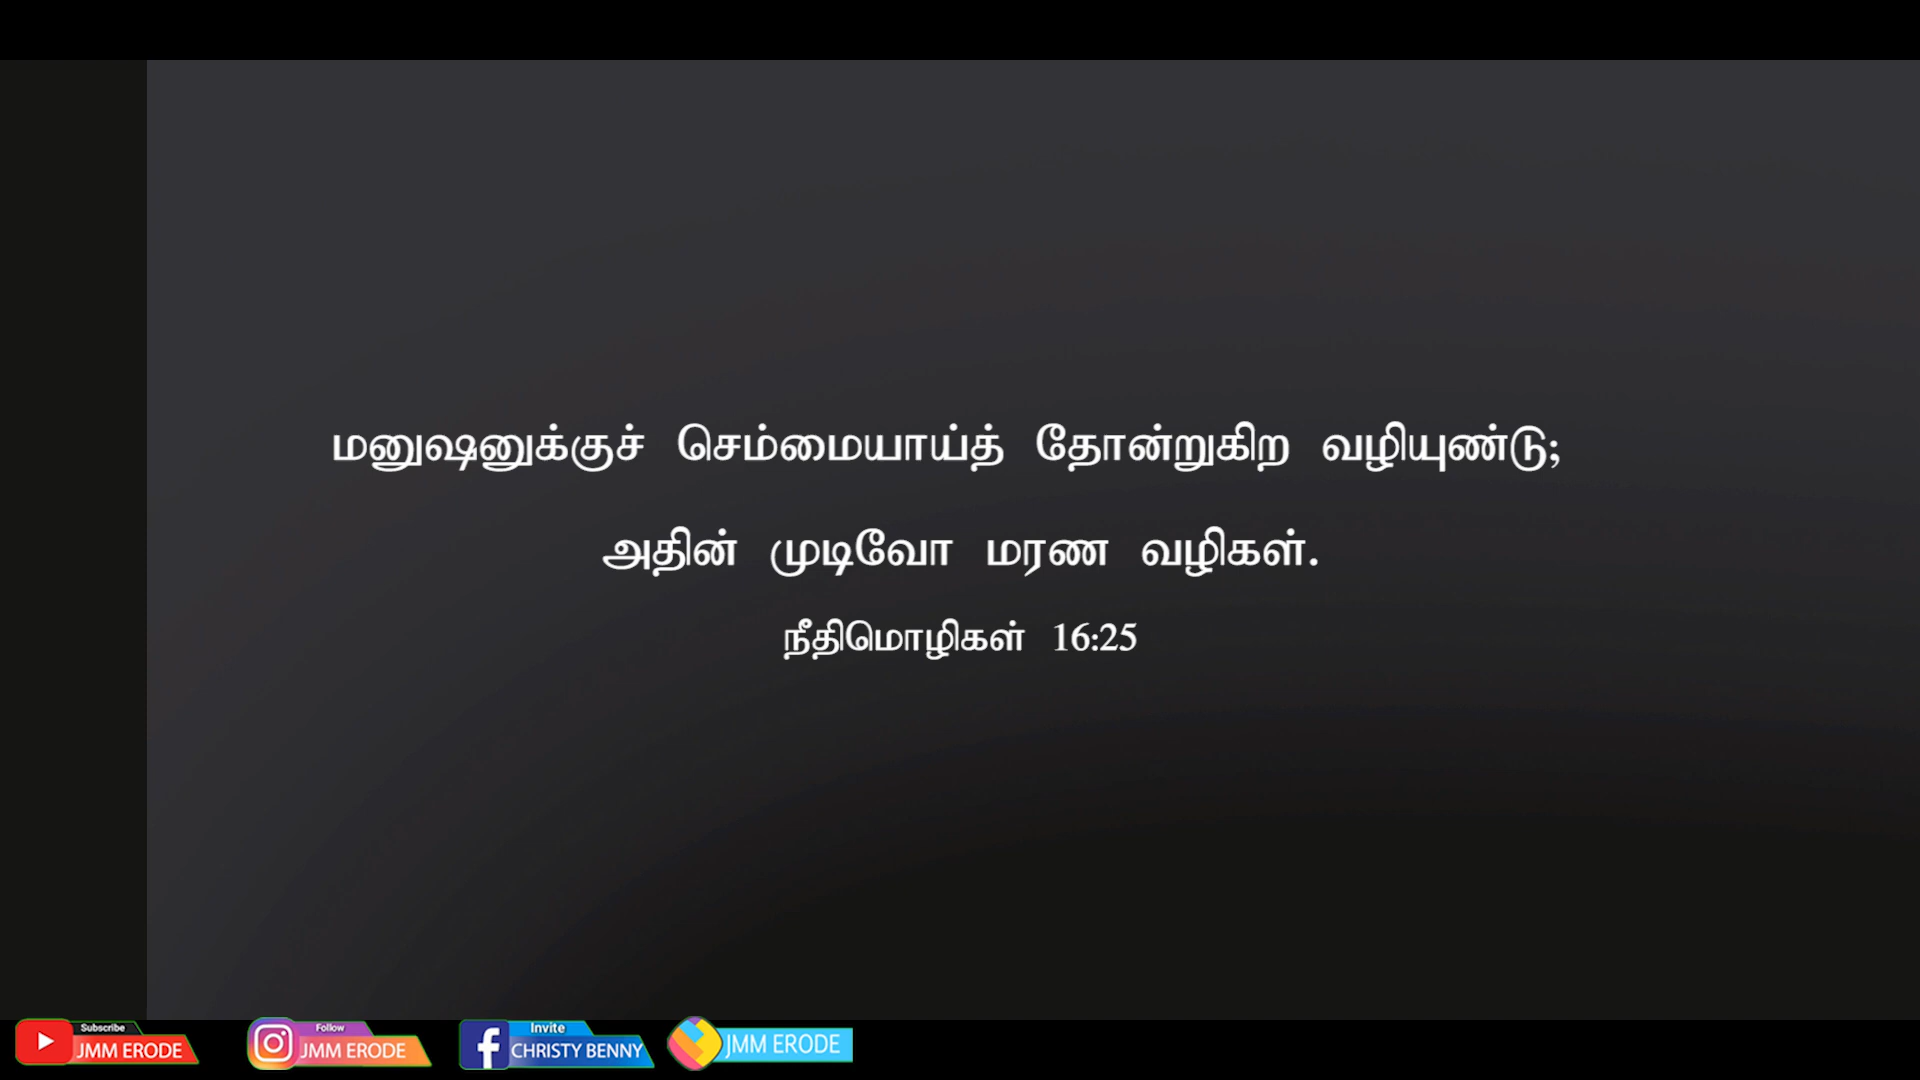 மனுஷனுக்குச் செம்மையாய்த் தோன்றுகிற வழியுண்டு;
அதின் முடிவோ மரண வழிகள்.
நீதிமொழிகள் 16:25
Subscribe
JMM ERODE
Follow
JMM ERODE
Invite
CHRISTY BENNY
JMM ERODE